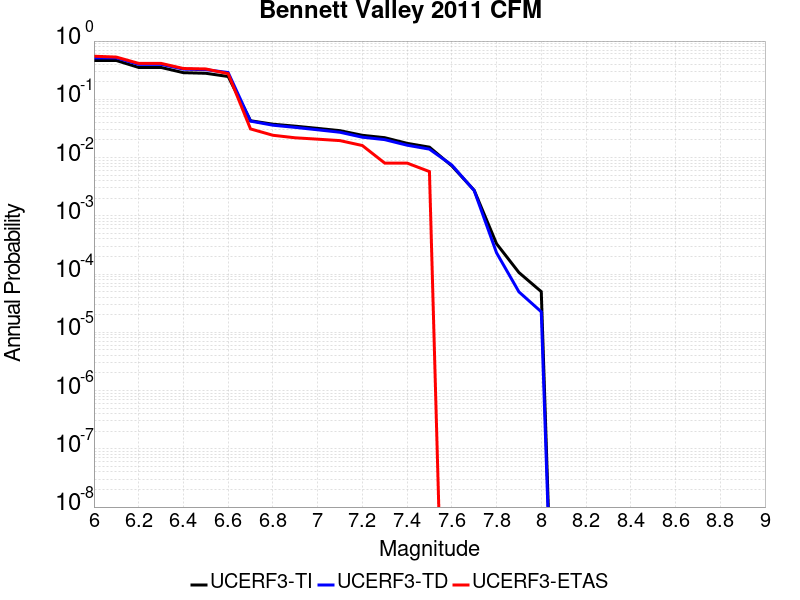 Bennett Valley 2011 CFM
Annual Probability
10^0
10^-1
10^-2
10^-3
10^-4
10^-5
10^-6
10^-7
10^-8
6 6.2 6.4 6.6 6.8 7 7.2 7.4 7.6 7.8 8 8.2 8.4 8.6 8.8 9
Magnitude
UCERF3-TI UCERF3-TD UCERF3-ETAS